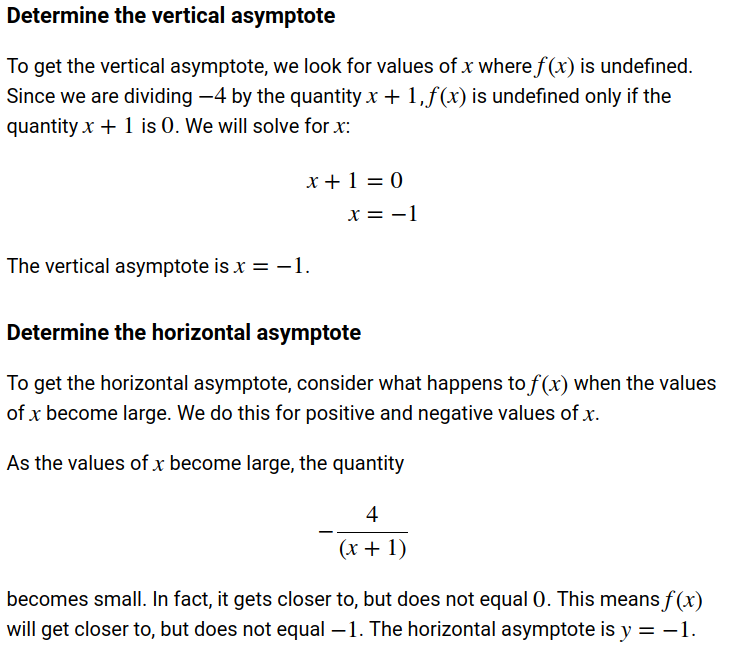 Determine the vertical asymptote
To get the vertical asymptote, we look for values of x where f(x) is undefined.
Since we are dividing −4 by the quantity x + 1, f(x) is undefined only if the
quantity x + 1 is 0. We will solve for x:
x + 1 = 0
x = −1
The vertical asymptote is x = −1.
Determine the horizontal asymptote
To get the horizontal asymptote, consider what happens to f(x) when the values
of x become large. We do this for positive and negative values of x.
As the values of x become large, the quantity
− 4 / (x + 1)
becomes small. In fact, it gets closer to, but does not equal 0. This means f(x)
will get closer to, but does not equal −1. The horizontal asymptote is y = −1.